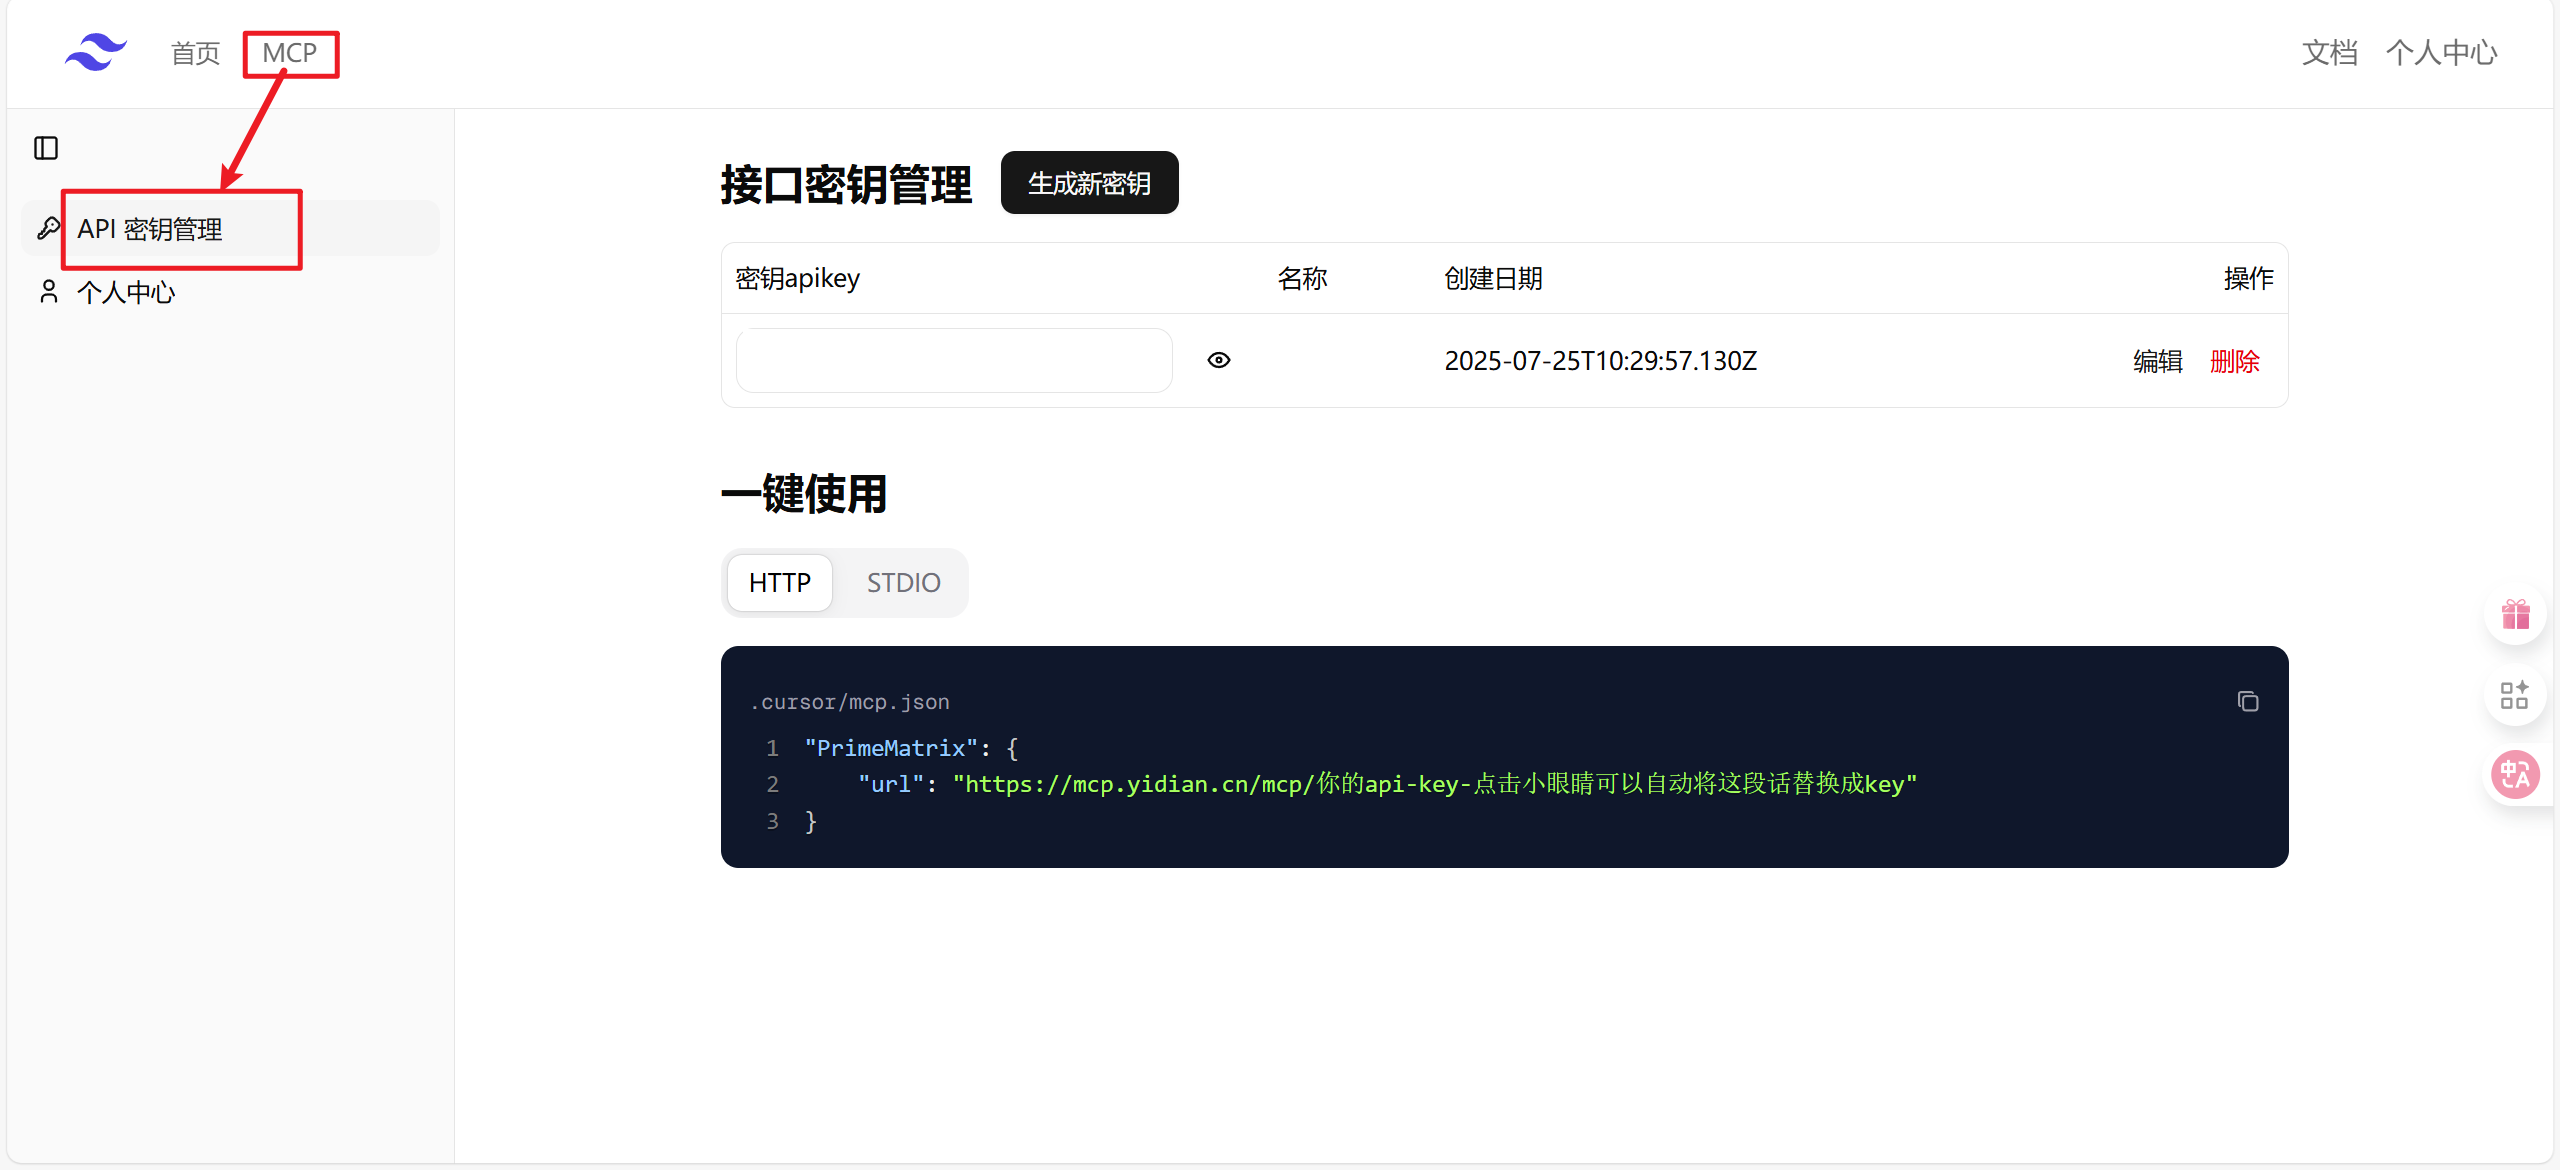 首页 MCP 文档 个人中心
API 密钥管理
个人中心
接口密钥管理 生成新密钥
密钥apikey 名称 创建日期 操作
2025-07-25T10:29:57.130Z 编辑 删除
一键使用
HTTP STDIO
.cursor/mcp.json
1 "PrimeMatrix": {
2 "url": "https://mcp.yidian.cn/mcp/你的api-key-点击小眼睛可以自动将这段话替换成key"
3 }
中A